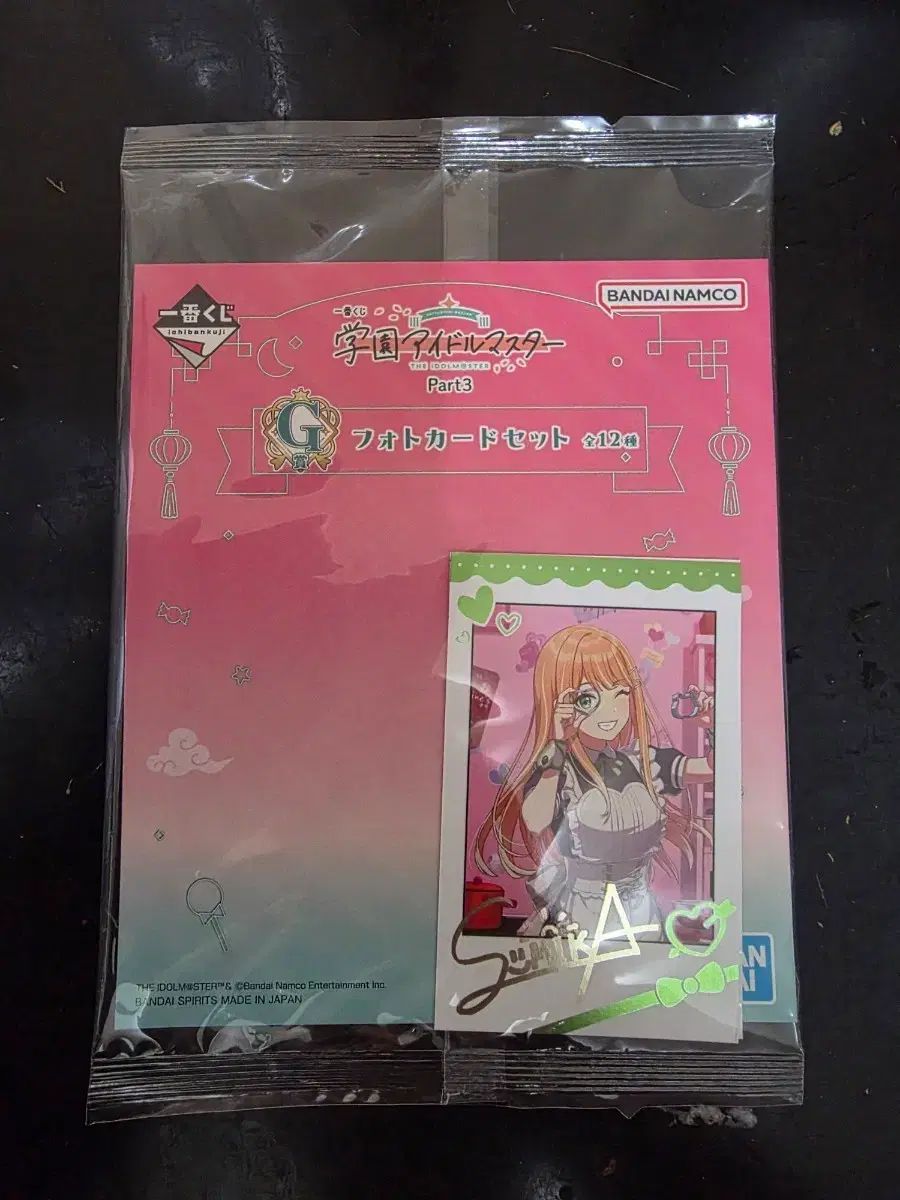 一番くじ
ichibankuji
BANDAI NAMCO
一番くじ
学園アイドルマスター
THE IDOLM@STER
Part3
G賞
フォトカードセット 全12種
SUMIKA
THE IDOLM@STER™& ©Bandai Namco Entertainment Inc.
BANDAI SPIRITS MADE IN JAPAN